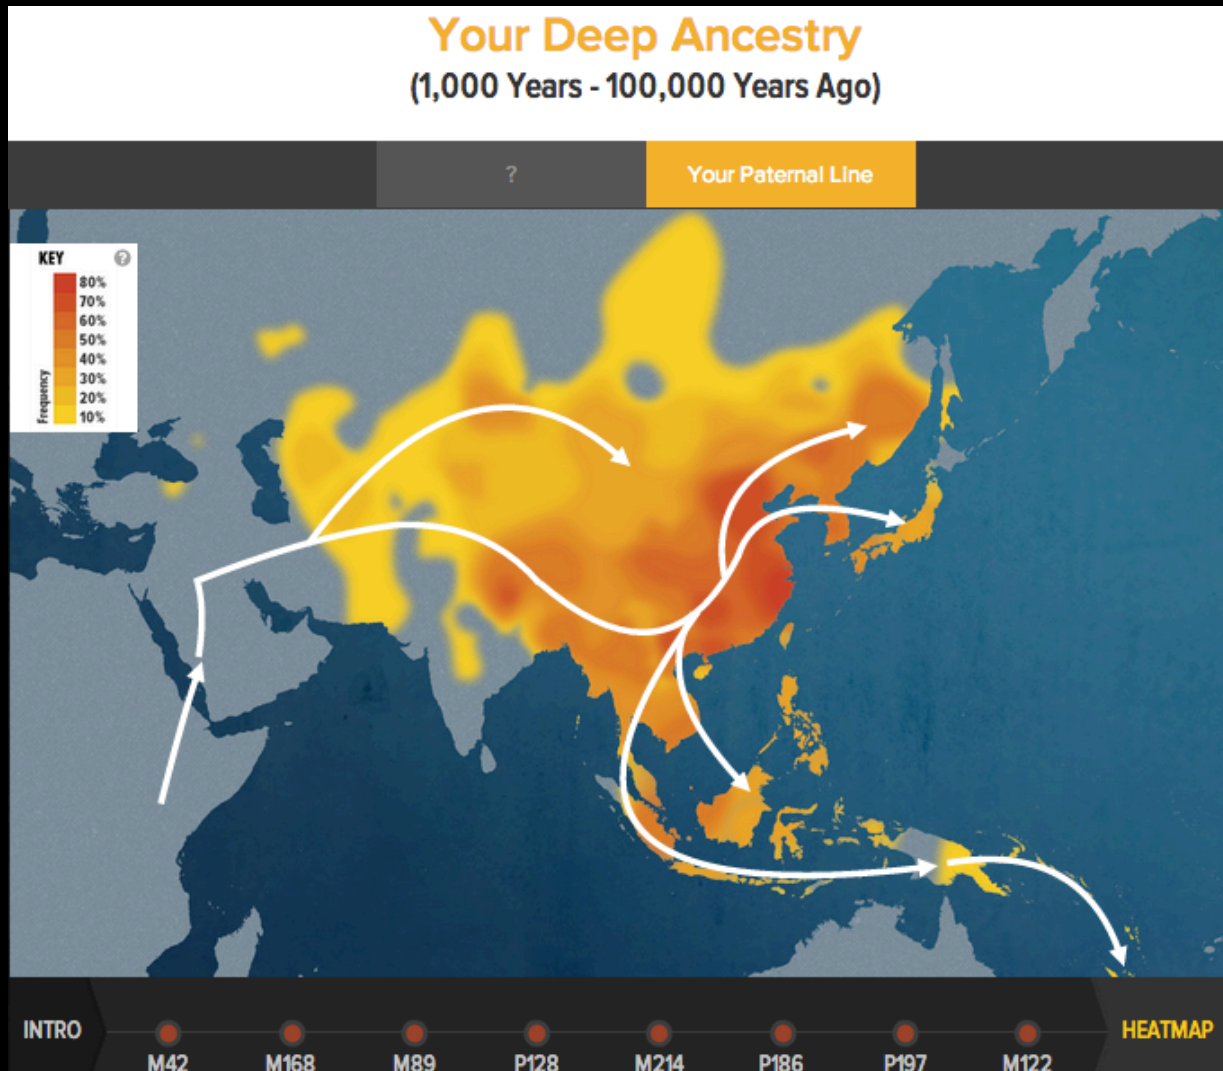 Your Deep Ancestry
(1,000 Years - 100,000 Years Ago)
?
Your Paternal Line
KEY
?
80%
70%
60%
50%
40%
30%
20%
10%
Frequency
INTRO
M42
M168
M89
P128
M214
P186
P197
M122
HEATMAP